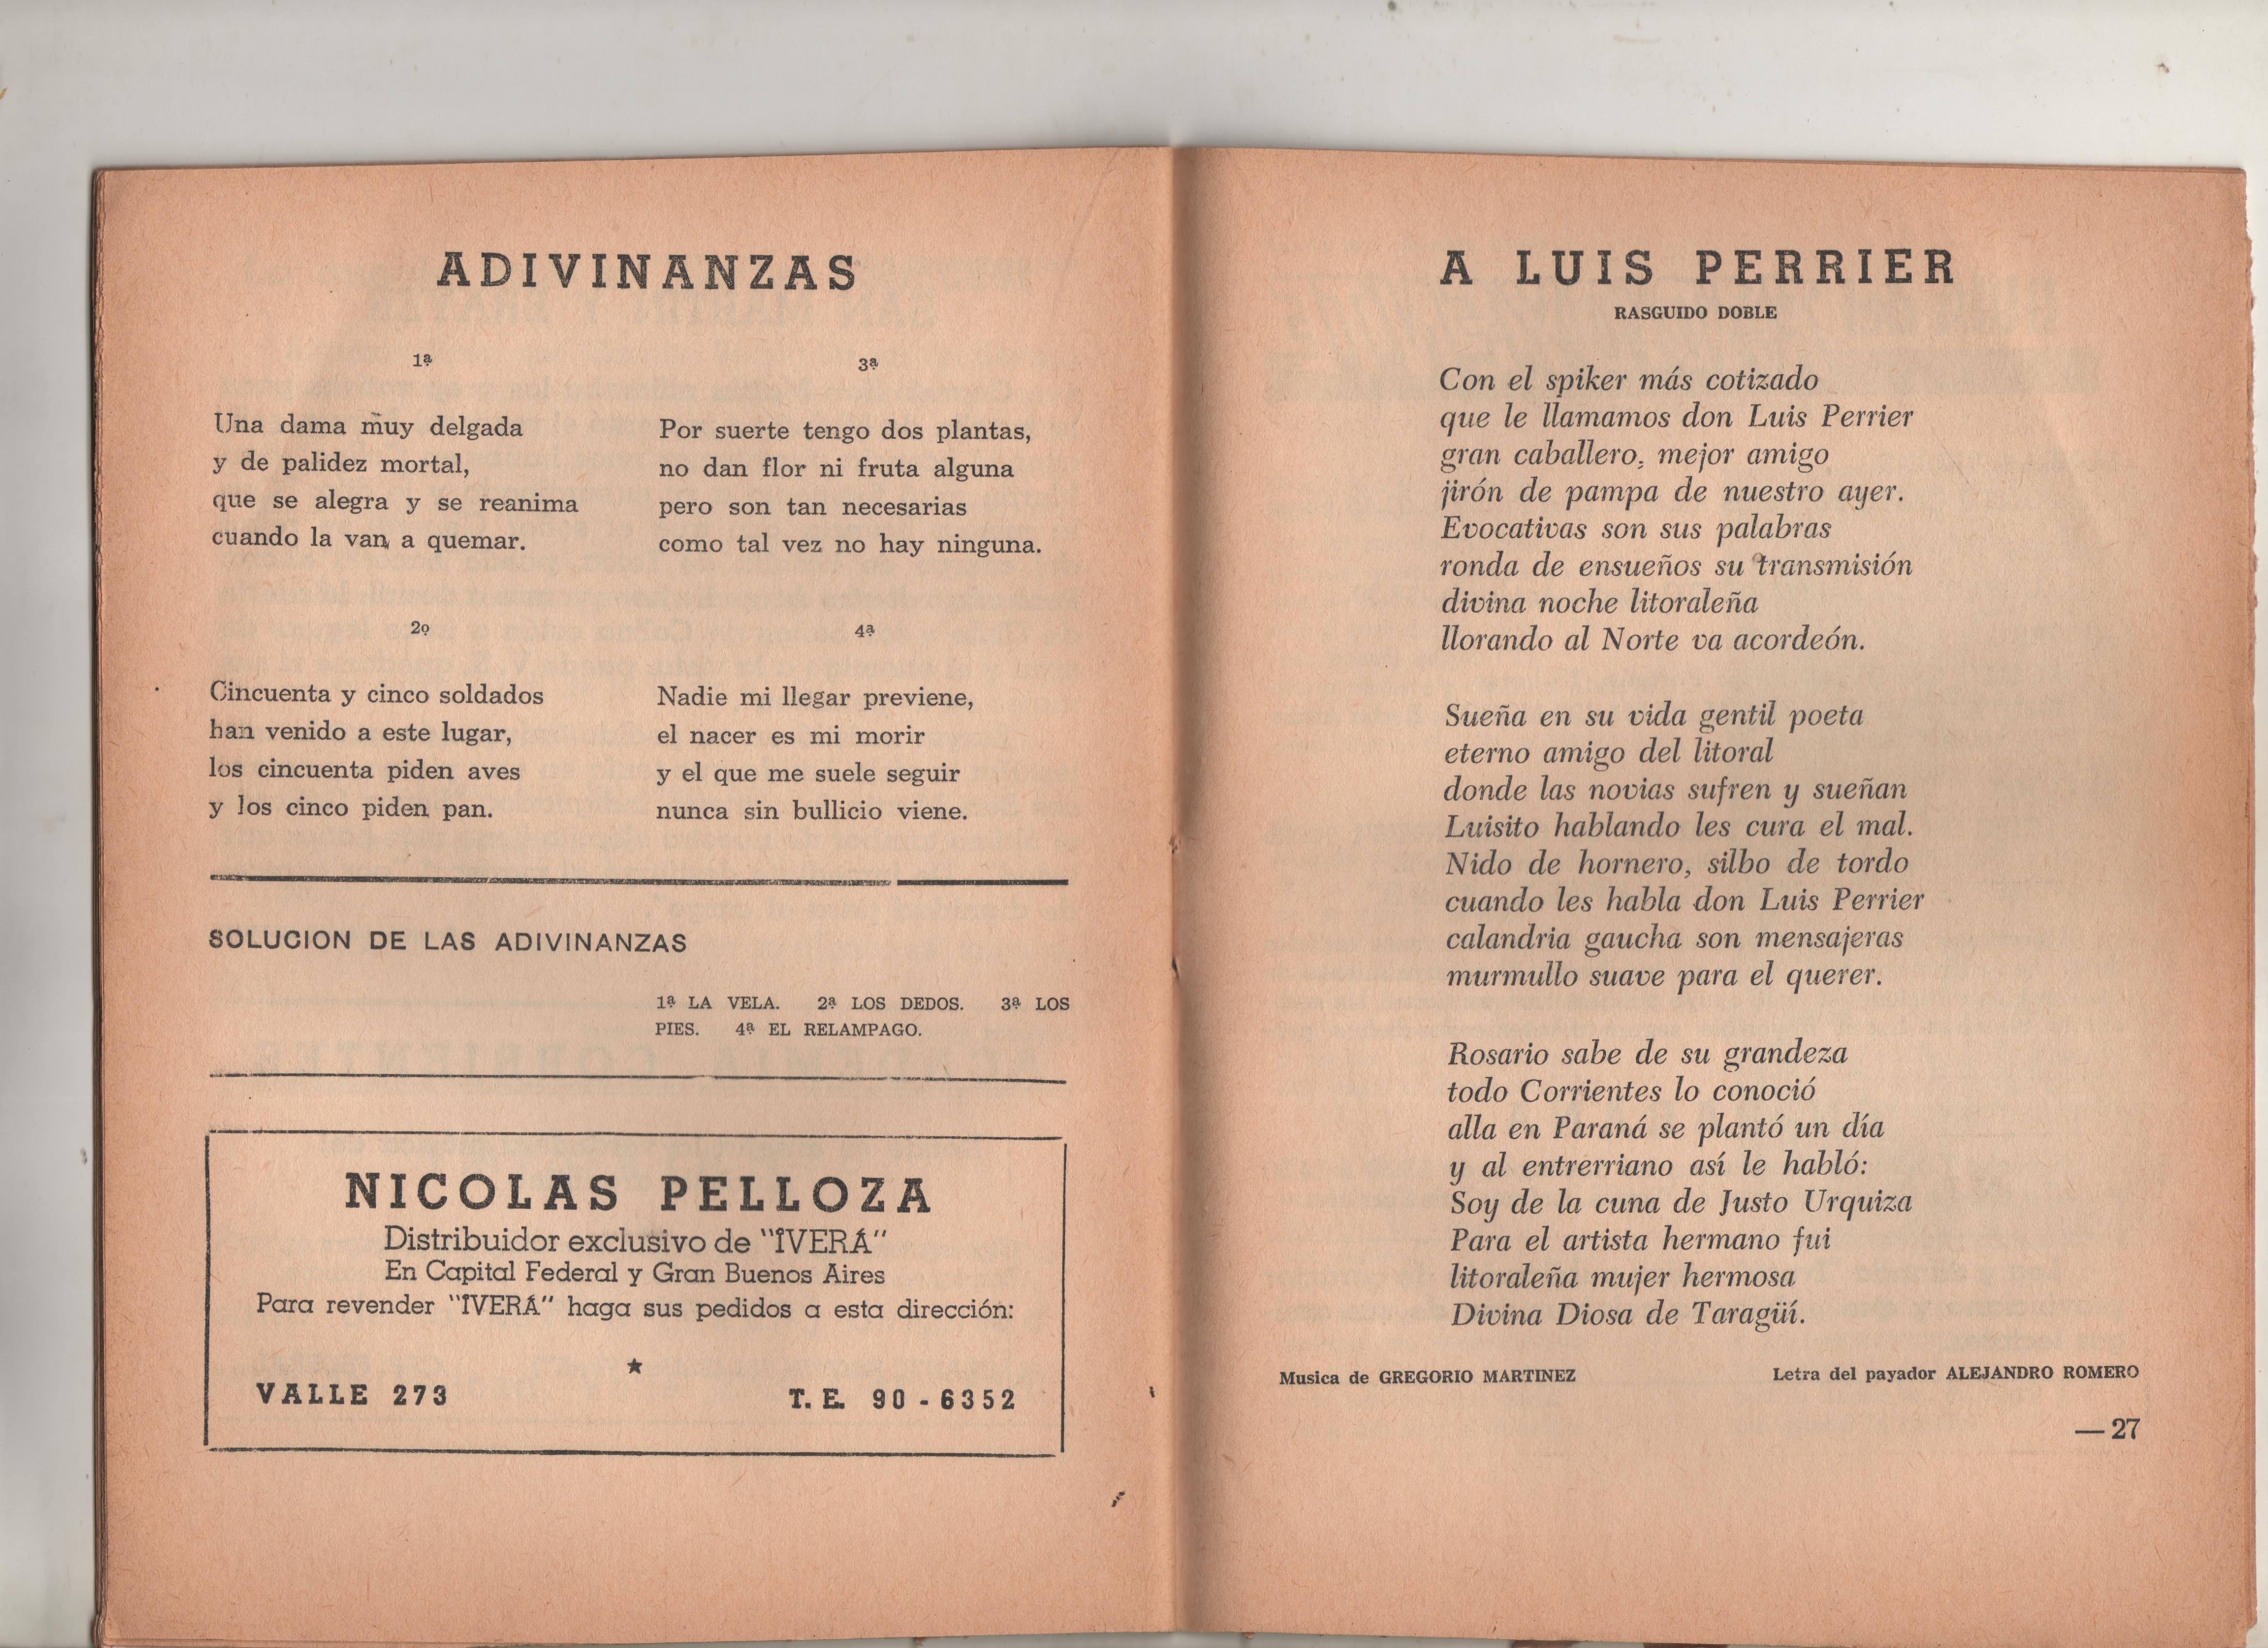 ADIVINANZAS
1ª
Una dama muy delgada
y de palidez mortal,
que se alegra y se reanima
cuando la van a quemar.
2º
Cincuenta y cinco soldados
han venido a este lugar,
los cincuenta piden aves
y los cinco piden pan.
3ª
Por suerte tengo dos plantas,
no dan flor ni fruta alguna
pero son tan necesarias
como tal vez no hay ninguna.
4ª
Nadie mi llegar previene,
el nacer es mi morir
y el que me suele seguir
nunca sin bullicio viene.
SOLUCION DE LAS ADIVINANZAS
1ª LA VELA. 2ª LOS DEDOS. 3ª LOS
PIES. 4ª EL RELAMPAGO.
NICOLAS PELLOZA
Distribuidor exclusivo de "ÎVERÁ"
En Capital Federal y Gran Buenos Aires
Para revender "ÎVERÁ" haga sus pedidos a esta dirección:
★
VALLE 273 T. E. 90 - 6352
A LUIS PERRIER
RASGUIDO DOBLE
Con el spiker más cotizado
que le llamamos don Luis Perrier
gran caballero, mejor amigo
jirón de pampa de nuestro ayer.
Evocativas son sus palabras
ronda de ensueños su transmisión
divina noche litoraleña
llorando al Norte va acordeón.
Sueña en su vida gentil poeta
eterno amigo del litoral
donde las novias sufren y sueñan
Luisito hablando les cura el mal.
Nido de hornero, silbo de tordo
cuando les habla don Luis Perrier
calandria gaucha son mensajeras
murmullo suave para el querer.
Rosario sabe de su grandeza
todo Corrientes lo conoció
alla en Paraná se plantó un día
y al entrerriano así le habló:
Soy de la cuna de Justo Urquiza
Para el artista hermano fui
litoraleña mujer hermosa
Divina Diosa de Taragüí.
Musica de GREGORIO MARTINEZ Letra del payador ALEJANDRO ROMERO
— 27